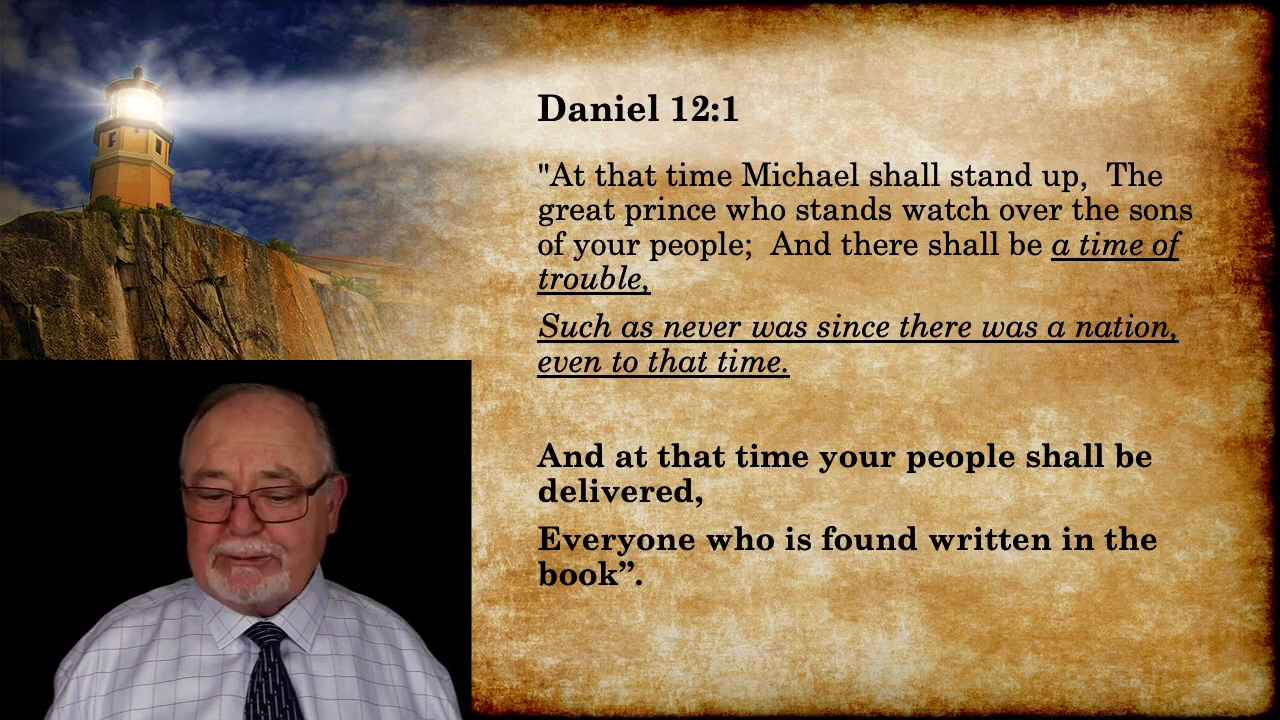 Daniel 12:1
"At that time Michael shall stand up,  The
great prince who stands watch over the sons
of your people;  And there shall be a time of
trouble,
Such as never was since there was a nation,
even to that time.
And at that time your people shall be
delivered,
Everyone who is found written in the
book”.